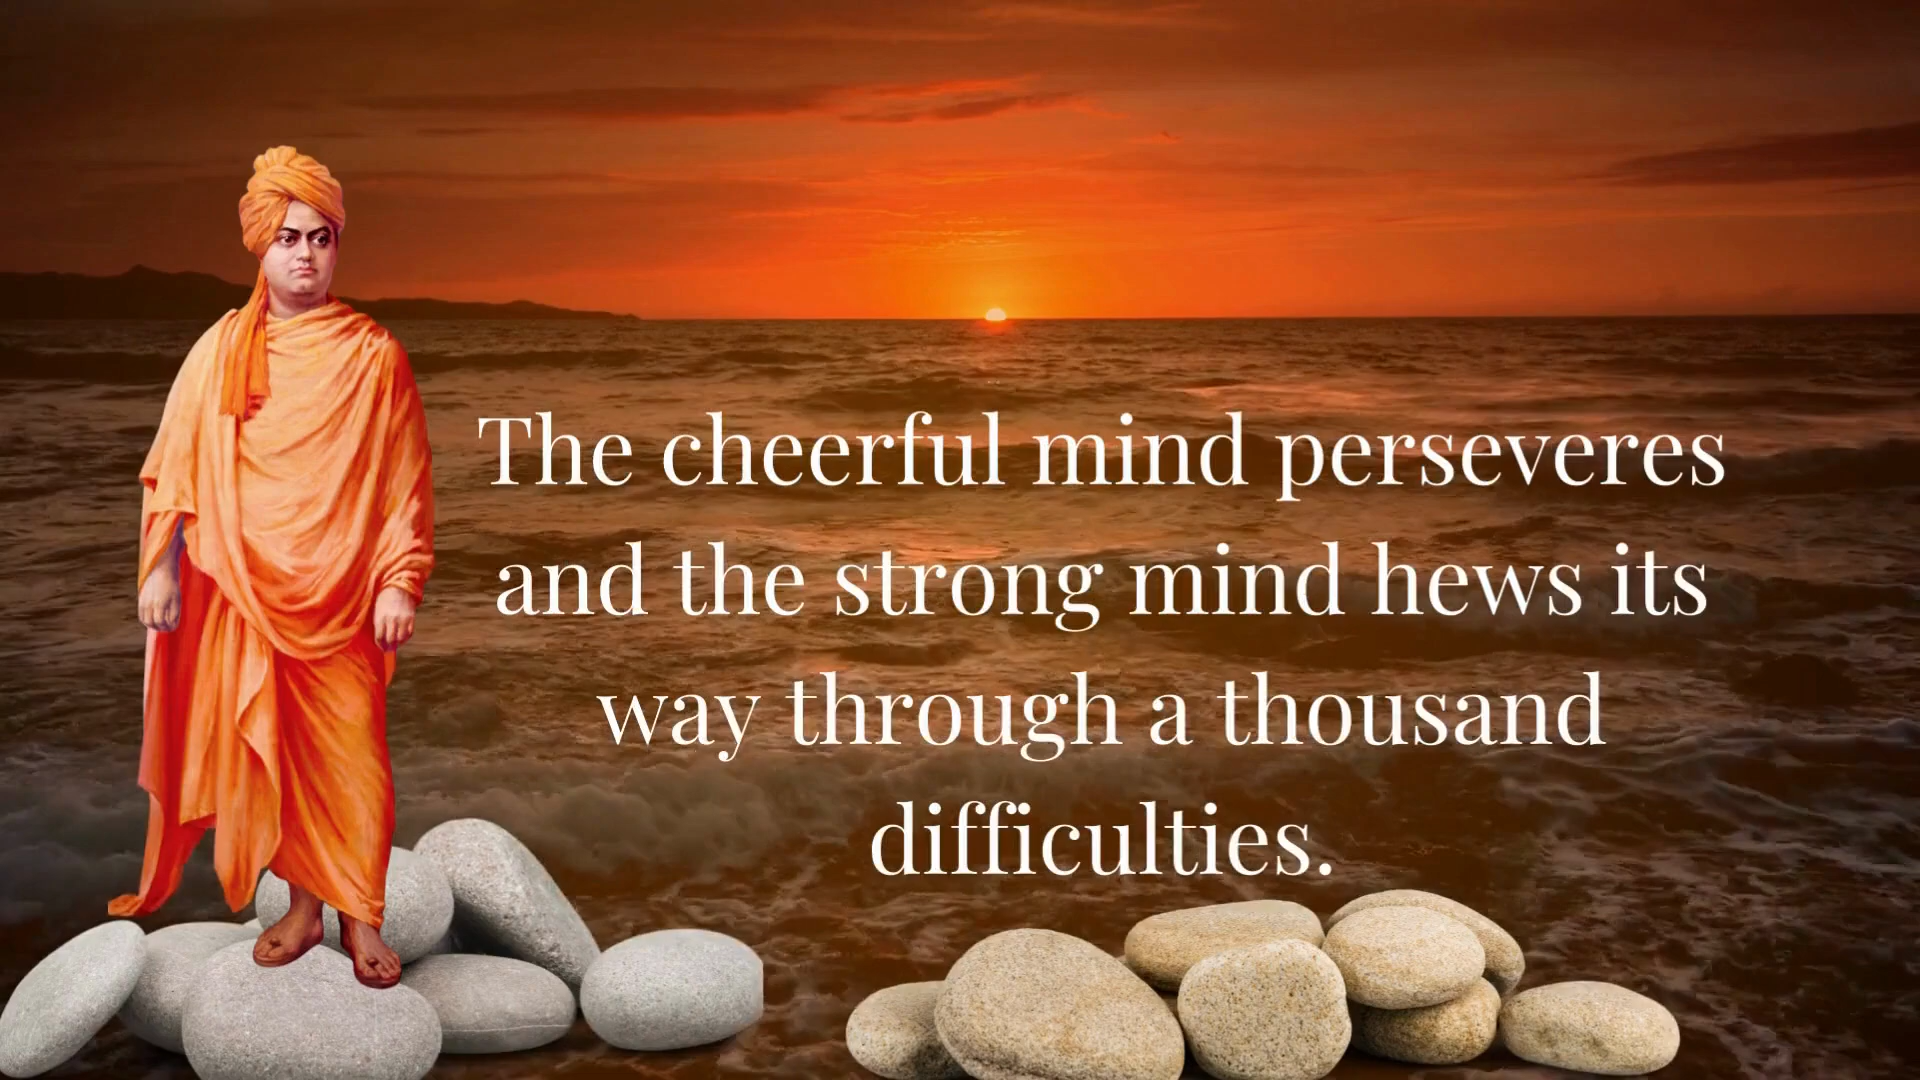 The cheerful mind perseveres
and the strong mind hews its
way through a thousand
difficulties.